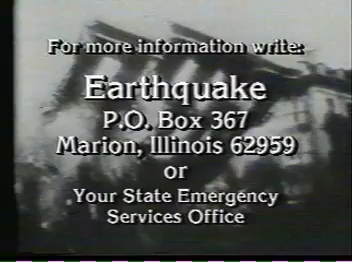 For more information write:
Earthquake
P.O. Box 367
Marion, Illinois 62959
or
Your State Emergency
Services Office